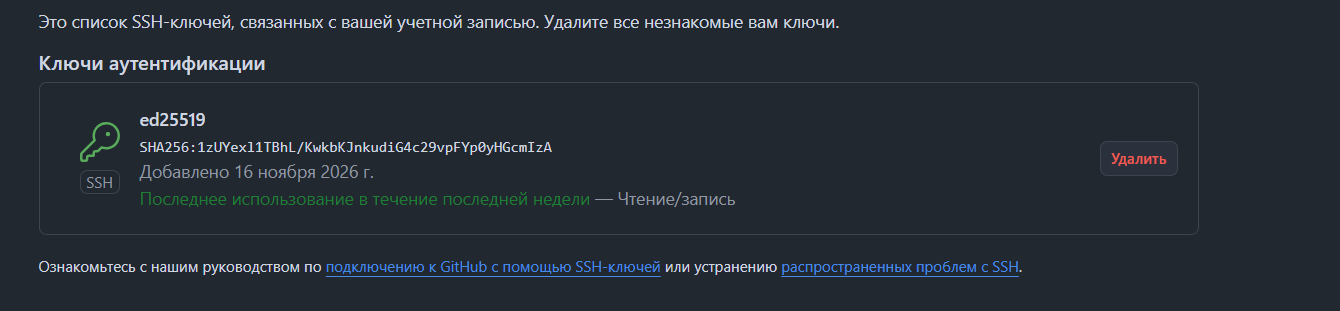 Это список SSH-ключей, связанных с вашей учетной записью. Удалите все незнакомые вам ключи.
Ключи аутентификации
ed25519
SHA256:1zUYexl1TBhL/KwkbKJnkudiG4c29vpFYp0yHGcmIzA
Добавлено 16 ноября 2026 г.
SSH
Удалить
Последнее использование в течение последней недели — Чтение/запись
Ознакомьтесь с нашим руководством по подключению к GitHub с помощью SSH-ключей или устранению распространенных проблем с SSH.